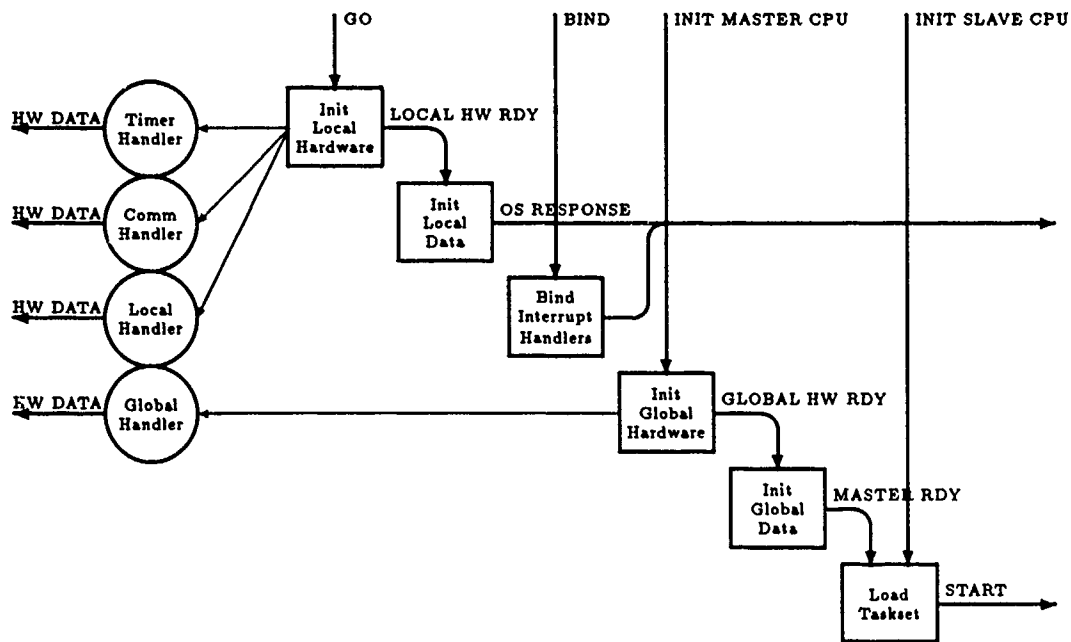 GO
BIND
INIT MASTER CPU
INIT SLAVE CPU
HW DATA
Timer
Handler
Init
Local
Hardware
LOCAL HW RDY
HW DATA
Comm
Handler
Init
Local
Data
OS RESPONSE
HW DATA
Local
Handler
Bind
Interrupt
Handlers
HW DATA
Global
Handler
Init
Global
Hardware
GLOBAL HW RDY
Init
Global
Data
MASTER RDY
Load
Taskset
START